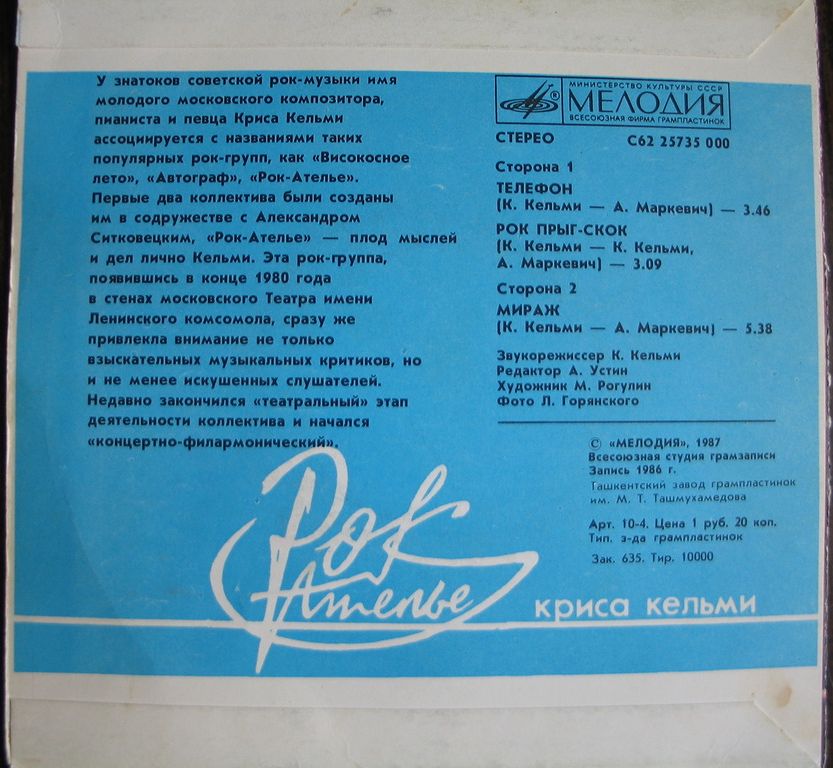 У знатоков советской рок-музыки имя
молодого московского композитора,
пианиста и певца Криса Кельми
ассоциируется с названиями таких
популярных рок-групп, как «Високосное
лето», «Автограф», «Рок-Ателье».
Первые два коллектива были созданы
им в содружестве с Александром
Ситковецким, «Рок-Ателье» — плод мыслей
и дел лично Кельми. Эта рок-группа,
появившись в конце 1980 года
в стенах московского Театра имени
Ленинского комсомола, сразу же
привлекла внимание не только
взыскательных музыкальных критиков, но
и не менее искушенных слушателей.
Недавно закончился «театральный» этап
деятельности коллектива и начался
«концертно-филармонический».
МИНИСТЕРСТВО КУЛЬТУРЫ СССР
МЕЛОДИЯ
ВСЕСОЮЗНАЯ ФИРМА ГРАМПЛАСТИНОК
СТЕРЕО С62 25735 000
Сторона 1
ТЕЛЕФОН
(К. Кельми — А. Маркевич) — 3.46
РОК ПРЫГ-СКОК
(К. Кельми — К. Кельми,
А. Маркевич) — 3.09
Сторона 2
МИРАЖ
(К. Кельми — А. Маркевич) — 5.38
Звукорежиссер К. Кельми
Редактор А. Устин
Художник М. Рогулин
Фото Л. Горянского
© «МЕЛОДИЯ», 1987
Всесоюзная студия грамзаписи
Запись 1986 г.
Ташкентский завод грампластинок
им. М. Т. Ташмухамедова
Арт. 10-4. Цена 1 руб. 20 коп.
Тип. з-да грампластинок
Зак. 635. Тир. 10000
Рок
Ателье
криса кельми